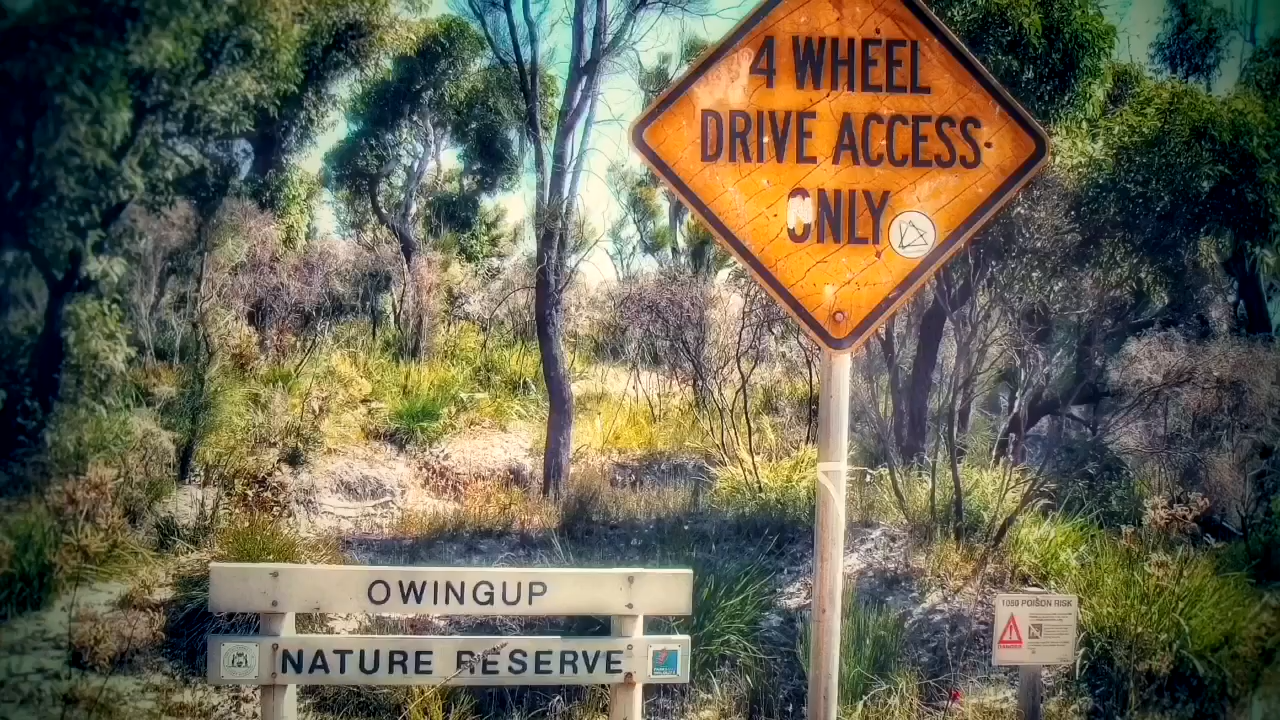 4 WHEEL
DRIVE ACCESS
ONLY
OWINGUP
NATURE RESERVE
1080 POISON RISK